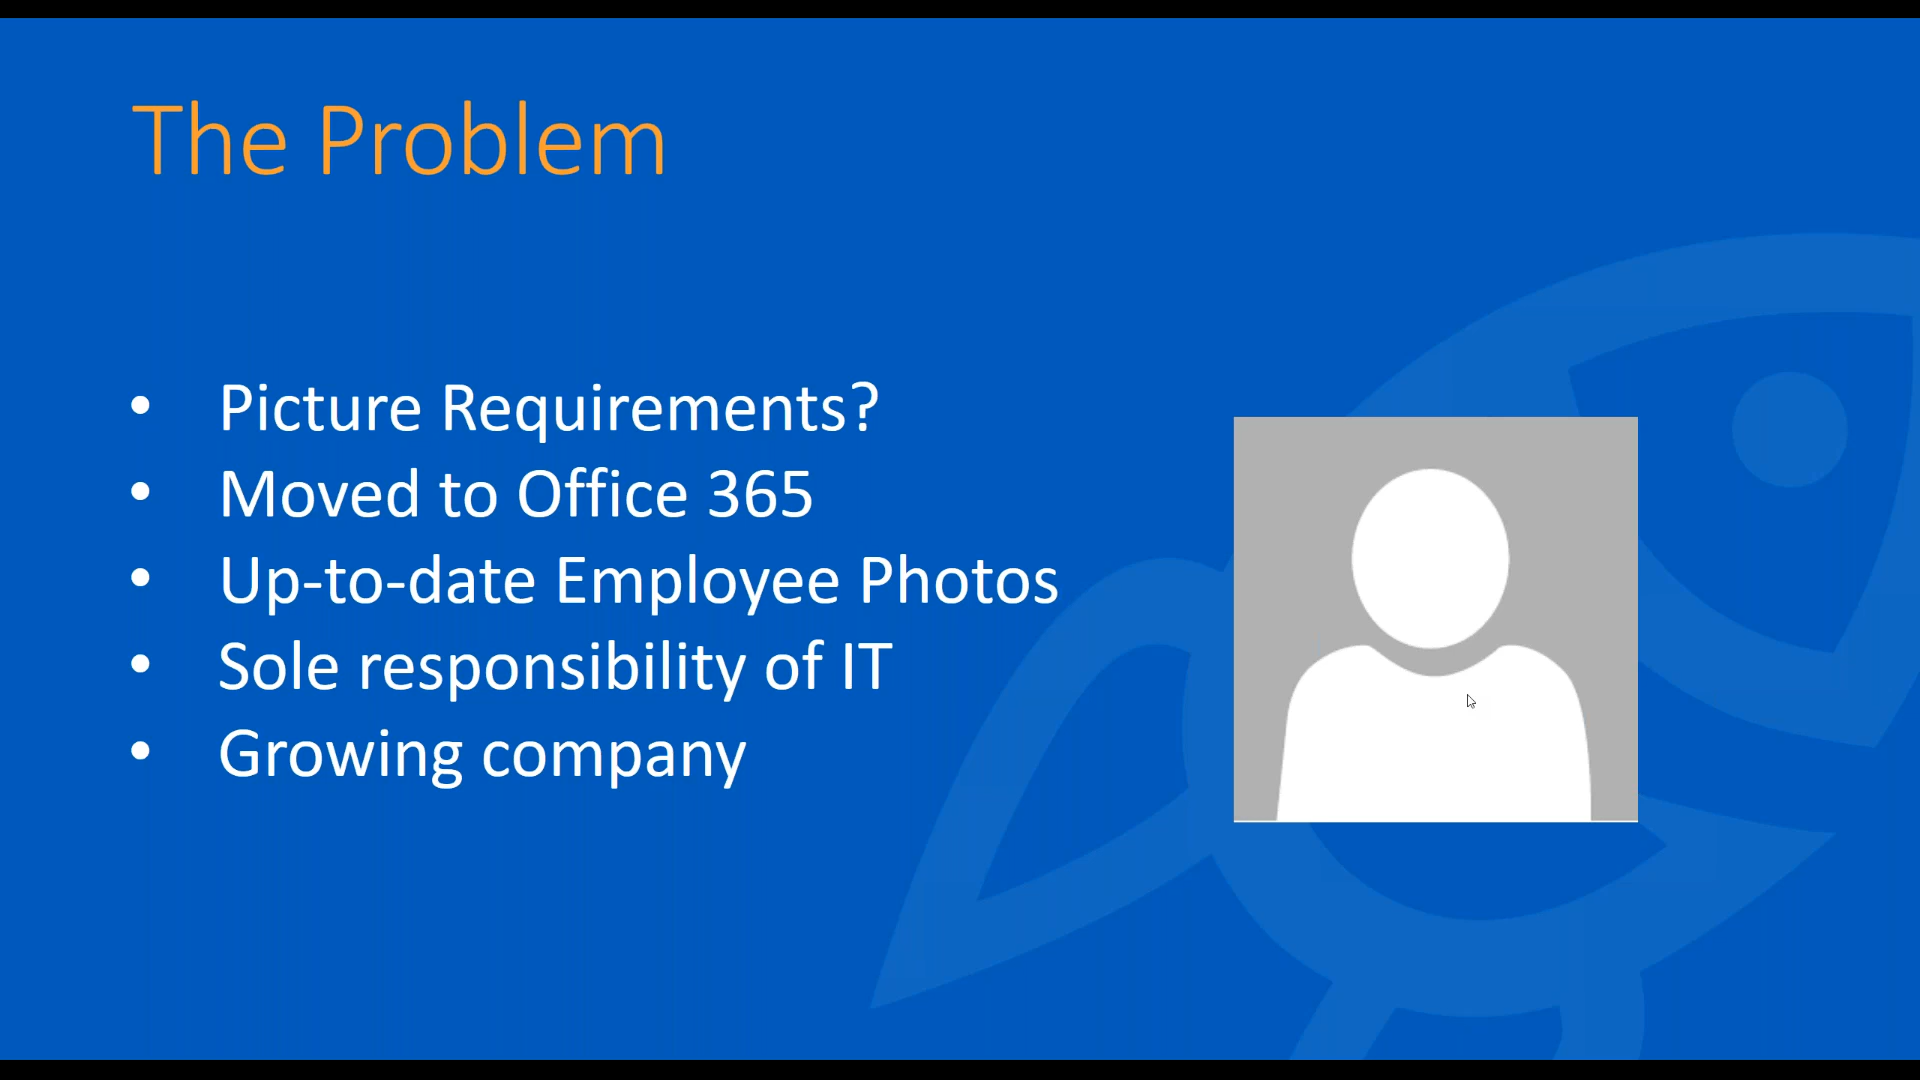 The Problem
• Picture Requirements?
• Moved to Office 365
• Up-to-date Employee Photos
• Sole responsibility of IT
• Growing company